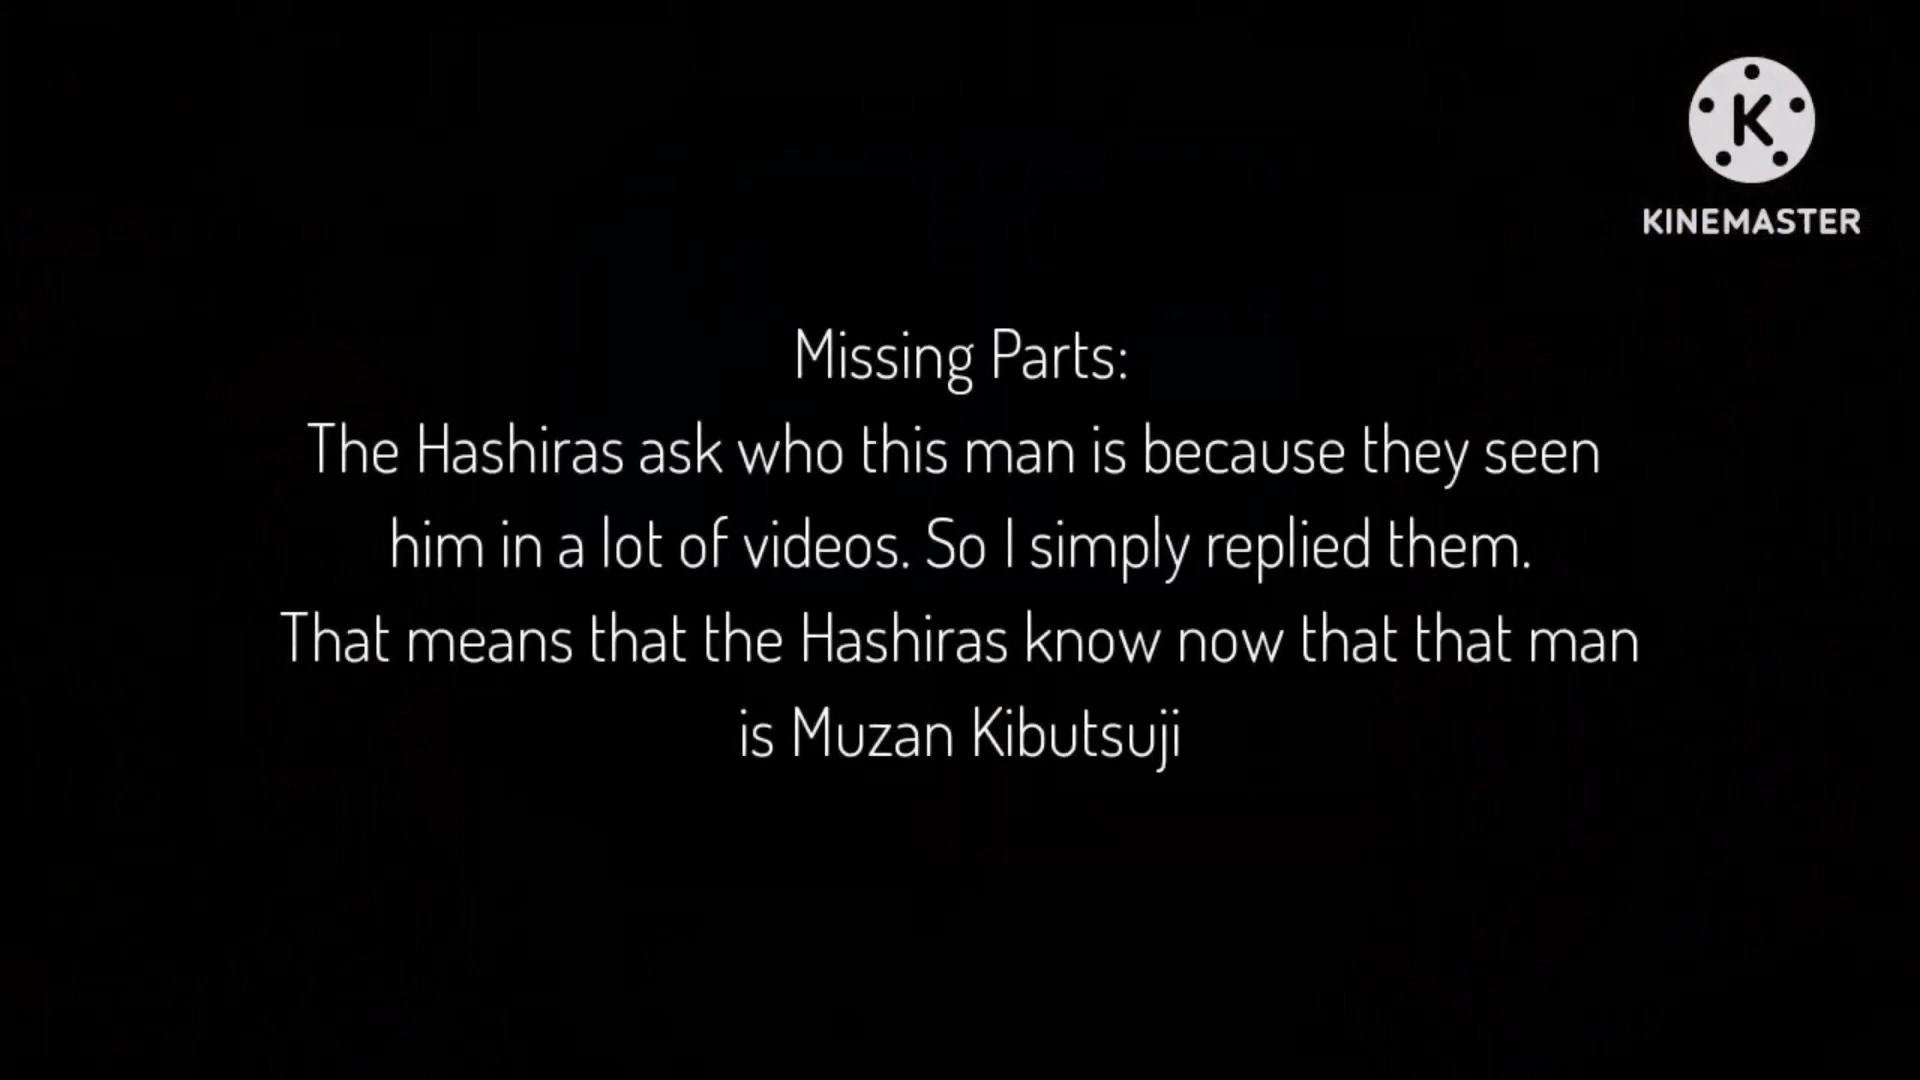 K
KINEMASTER
Missing Parts:
The Hashiras ask who this man is because they seen
him in a lot of videos. So I simply replied them.
That means that the Hashiras know now that that man
is Muzan Kibutsuji